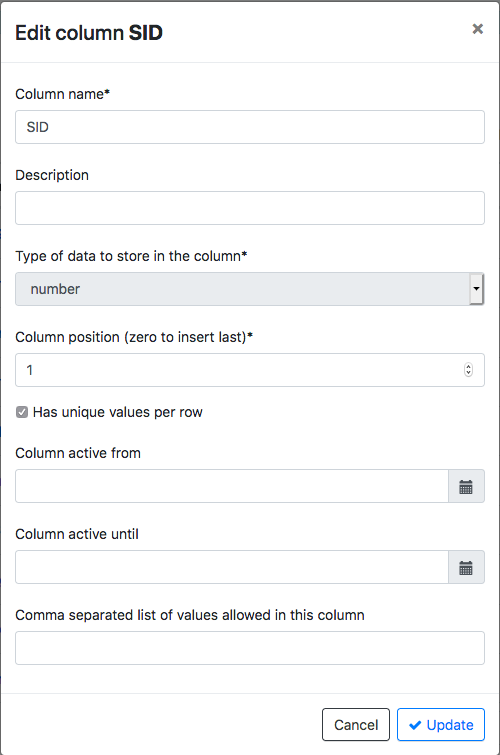 Edit column SID
×
Column name*
SID
Description
Type of data to store in the column*
number
Column position (zero to insert last)*
1
Has unique values per row
Column active from
Column active until
Comma separated list of values allowed in this column
Cancel
Update